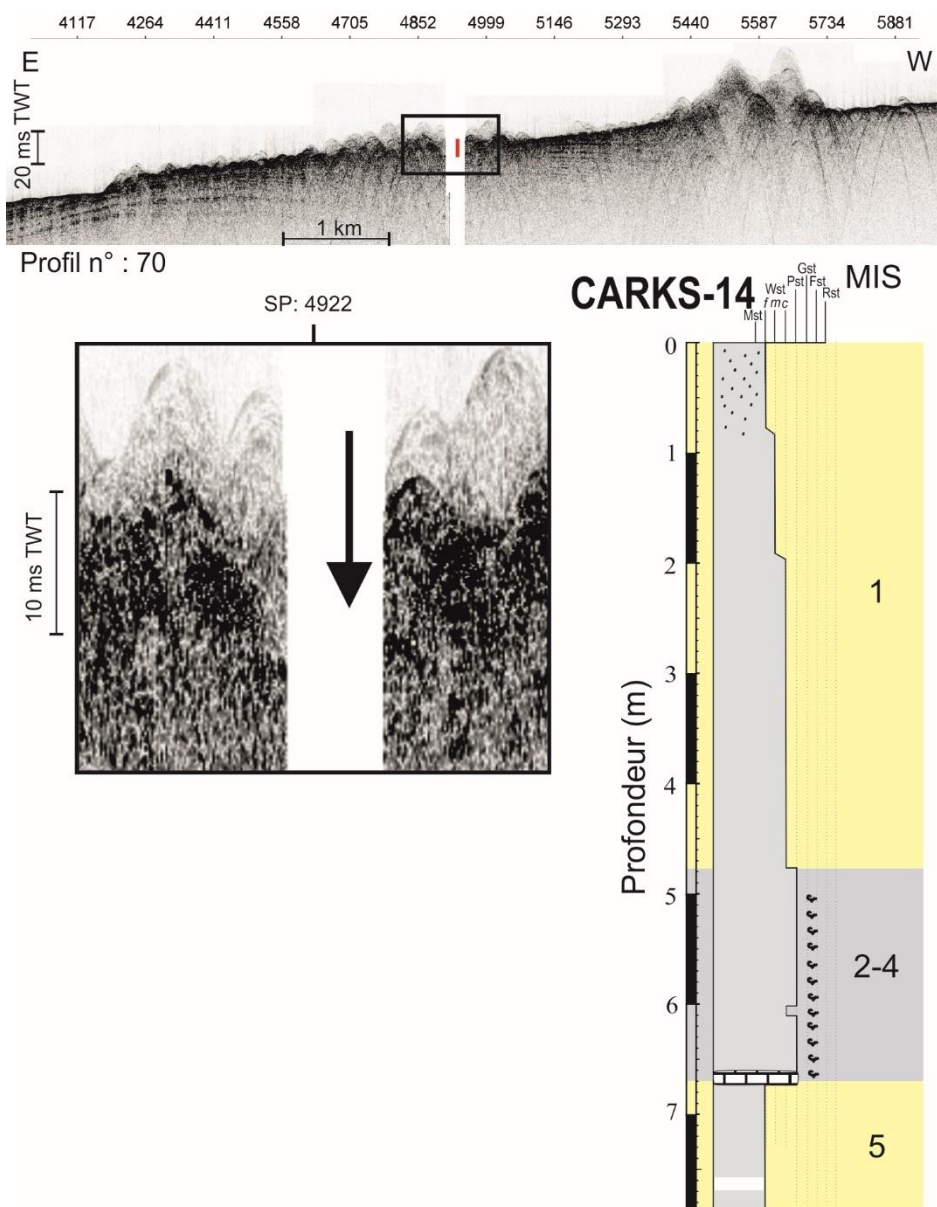 4117 4264 4411 4558 4705 4852 4999 5146 5293 5440 5587 5734 5881
E W
20 ms TWT
1 km
Profil n° : 70
SP: 4922
10 ms TWT
CARKS-14
Mst f Wst m c Pst Gst Fst Rst
MIS
Profondeur (m)
0
1
2
3
4
5
6
7
1
2-4
5